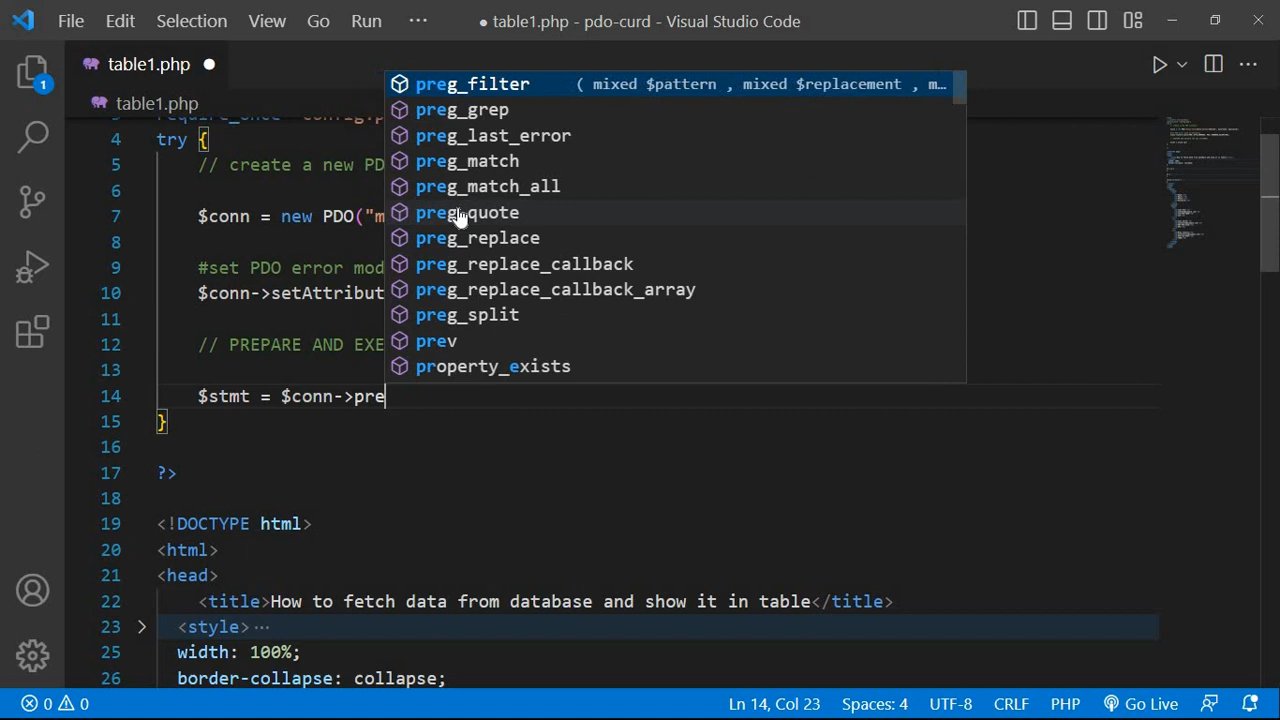 File Edit Selection View Go Run ··· ● table1.php - pdo-curd - Visual Studio Code
table1.php ●
table1.php
1
4 try {
5 // create a new PD
6
7 $conn = new PDO("m
8
9 #set PDO error mod
10 $conn->setAttribut
11
12 // PREPARE AND EXE
13
14 $stmt = $conn->pre
15 }
16
17 ?>
18
19 <!DOCTYPE html>
20 <html>
21 <head>
22 <title>How to fetch data from database and show it in table</title>
23 <style>···
25 width: 100%;
26 border-collapse: collapse;
preg_filter ( mixed $pattern , mixed $replacement , m…
preg_grep
preg_last_error
preg_match
preg_match_all
preg_quote
preg_replace
preg_replace_callback
preg_replace_callback_array
preg_split
prev
property_exists
0 0 Ln 14, Col 23 Spaces: 4 UTF-8 CRLF PHP Go Live